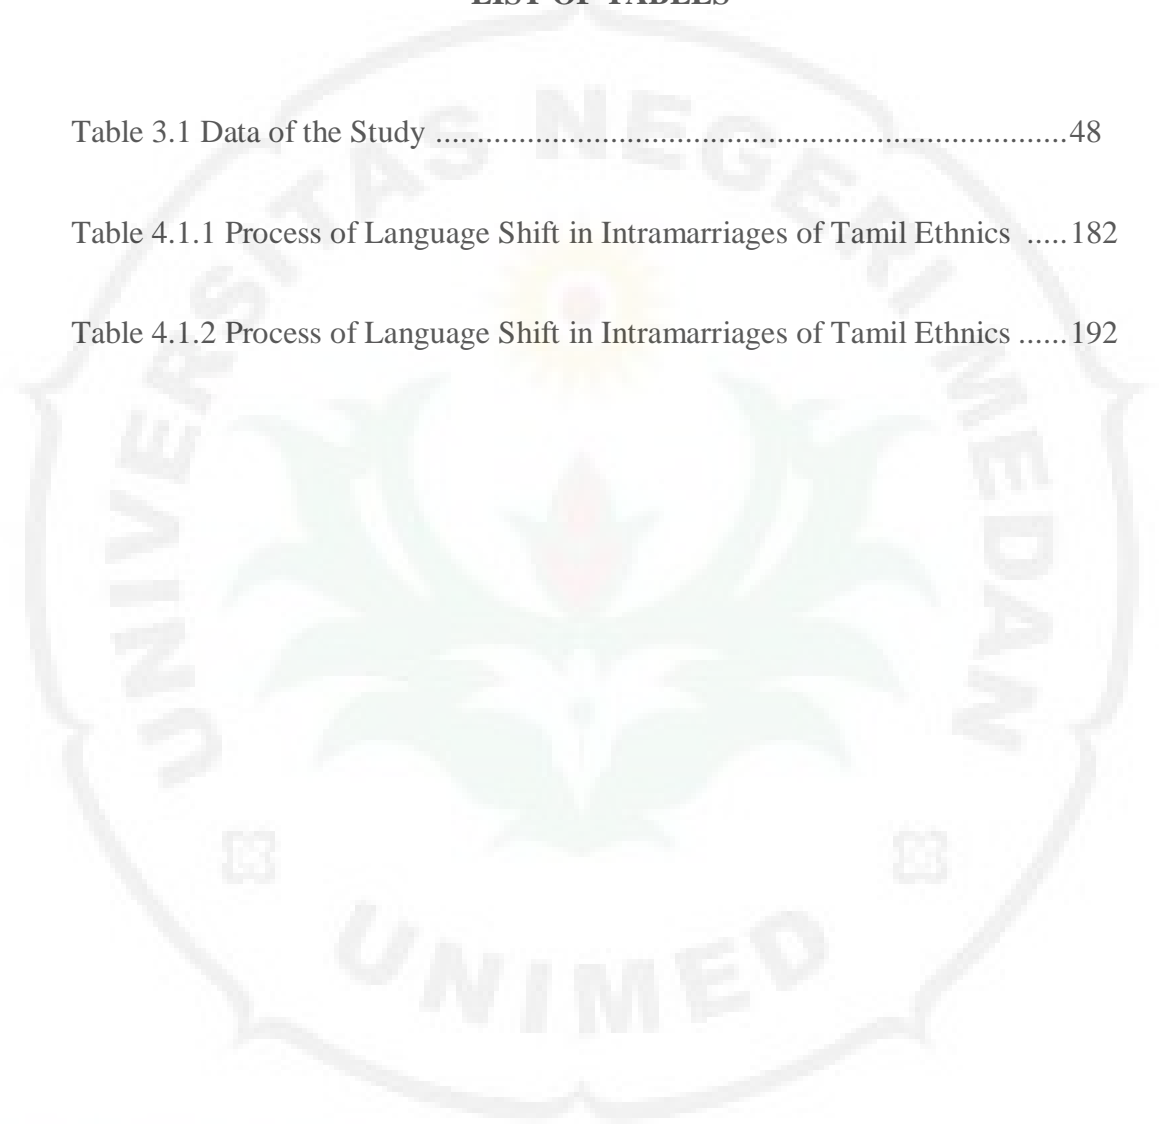 LIST OF TABLES
Table 3.1 Data of the Study ............................................................................48
Table 4.1.1 Process of Language Shift in Intramarriages of Tamil Ethnics .....182
Table 4.1.2 Process of Language Shift in Intramarriages of Tamil Ethnics ......192
UNIVERSITAS NEGERI MEDAN
UNIMED